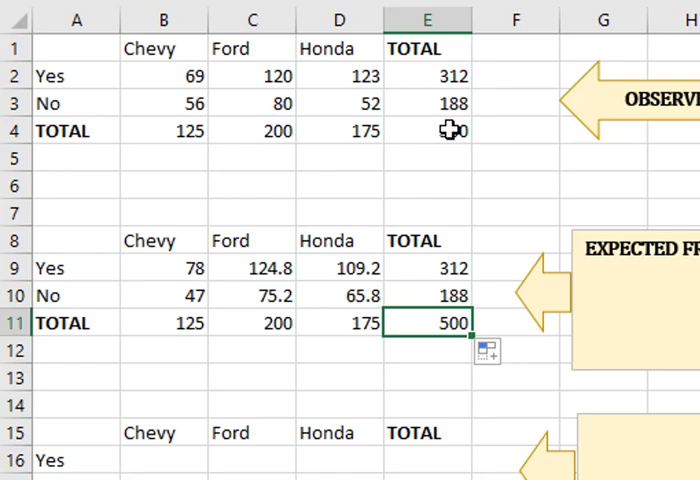 A B C D E F G H
1 Chevy Ford Honda TOTAL
2 Yes 69 120 123 312
3 No 56 80 52 188
4 TOTAL 125 200 175
5
6
7
8 Chevy Ford Honda TOTAL
9 Yes 78 124.8 109.2 312
10 No 47 75.2 65.8 188
11 TOTAL 125 200 175 500
12
13
14
15 Chevy Ford Honda TOTAL
16 Yes
OBSERVE
EXPECTED FR